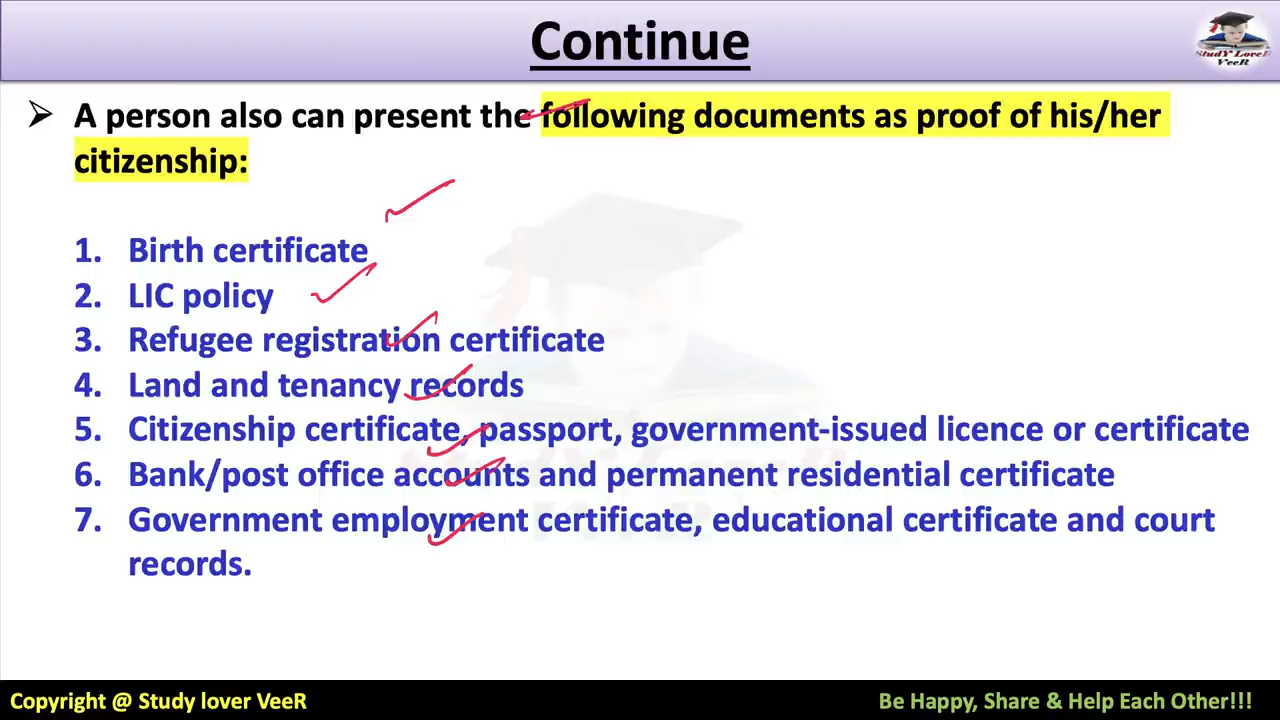 Continue
StudY LoveR
VeeR
➢ A person also can present the following documents as proof of his/her
citizenship:
1. Birth certificate
2. LIC policy
3. Refugee registration certificate
4. Land and tenancy records
5. Citizenship certificate, passport, government-issued licence or certificate
6. Bank/post office accounts and permanent residential certificate
7. Government employment certificate, educational certificate and court
records.
Copyright @ Study lover VeeR
Be Happy, Share & Help Each Other!!!